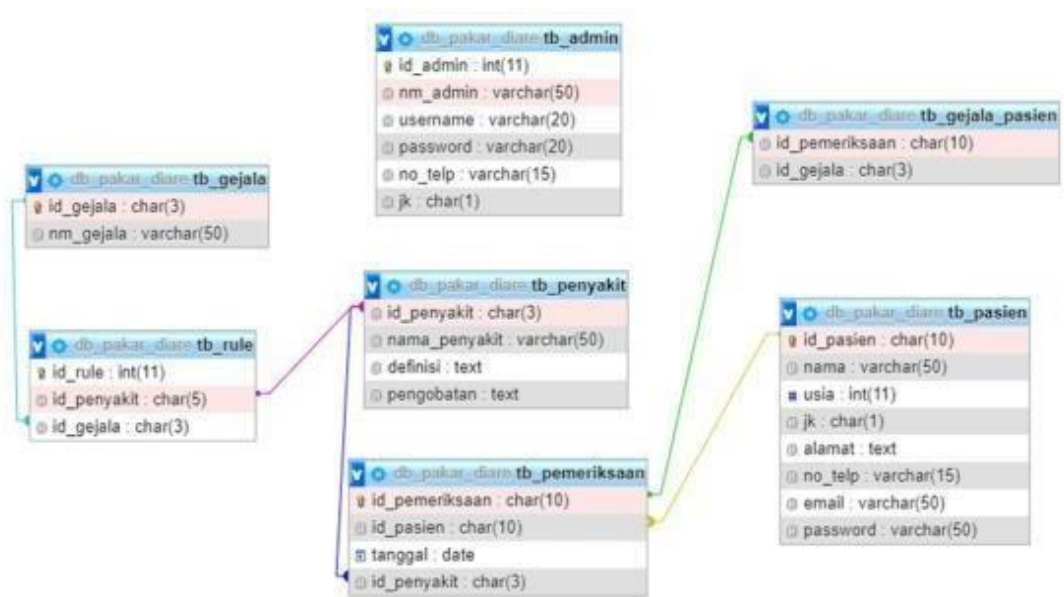 db_pakar_diare tb_admin
id_admin : int(11)
nm_admin : varchar(50)
username : varchar(20)
password : varchar(20)
no_telp : varchar(15)
jk : char(1)
db_pakar_diare tb_gejala_pasien
id_pemeriksaan : char(10)
id_gejala : char(3)
db_pakar_diare tb_gejala
id_gejala : char(3)
nm_gejala : varchar(50)
db_pakar_diare tb_penyakit
id_penyakit : char(3)
nama_penyakit : varchar(50)
definisi : text
pengobatan : text
db_pakar_diare tb_pasien
id_pasien : char(10)
nama : varchar(50)
usia : int(11)
jk : char(1)
alamat : text
no_telp : varchar(15)
email : varchar(50)
password : varchar(50)
db_pakar_diare tb_rule
id_rule : int(11)
id_penyakit : char(5)
id_gejala : char(3)
db_pakar_diare tb_pemeriksaan
id_pemeriksaan : char(10)
id_pasien : char(10)
tanggal : date
id_penyakit : char(3)